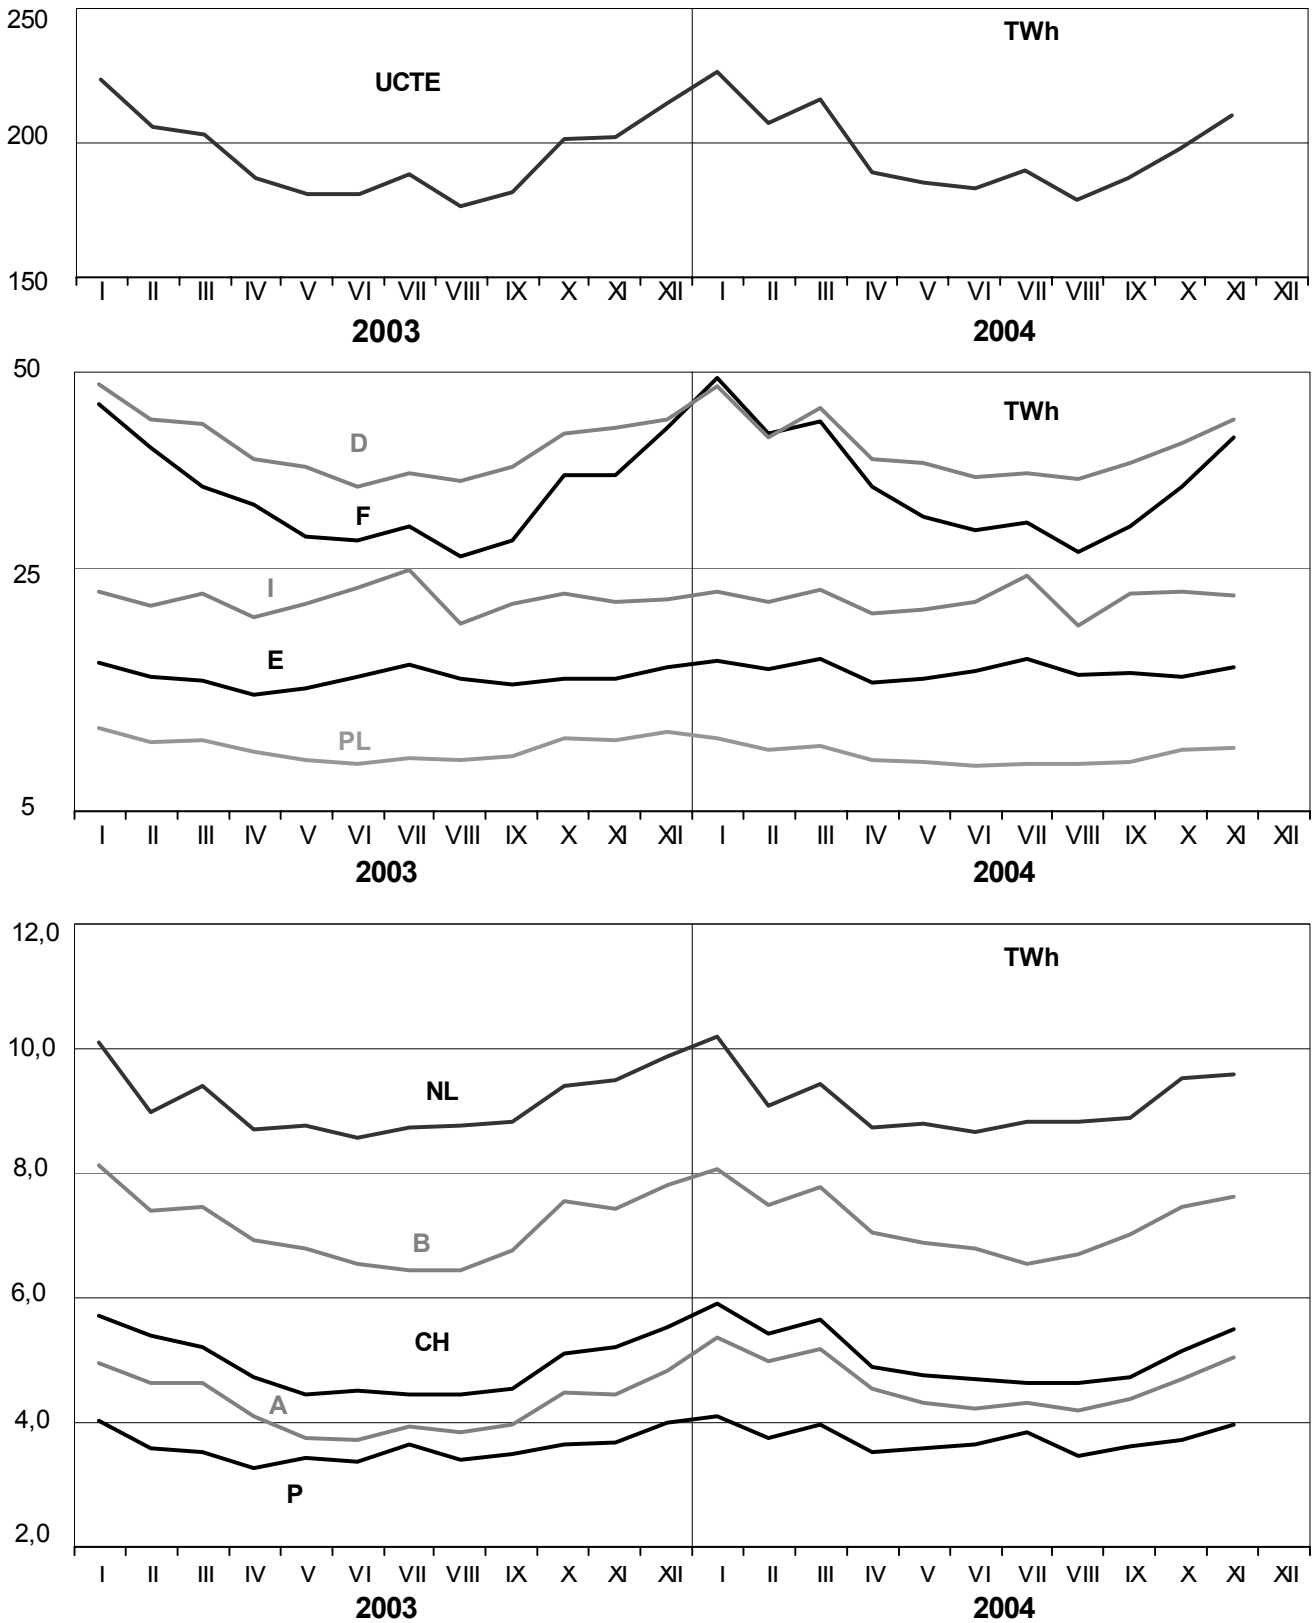 250
TWh
UCTE
200
150
I II III IV V VI VII VIII IX X XI XII I II III IV V VI VII VIII IX X XI XII
2003 2004
50
TWh
D
F
25
I
E
PL
5
I II III IV V VI VII VIII IX X XI XII I II III IV V VI VII VIII IX X XI XII
2003 2004
12,0
TWh
10,0
NL
8,0
B
6,0
CH
A
4,0
P
2,0
I II III IV V VI VII VIII IX X XI XII I II III IV V VI VII VIII IX X XI XII
2003 2004